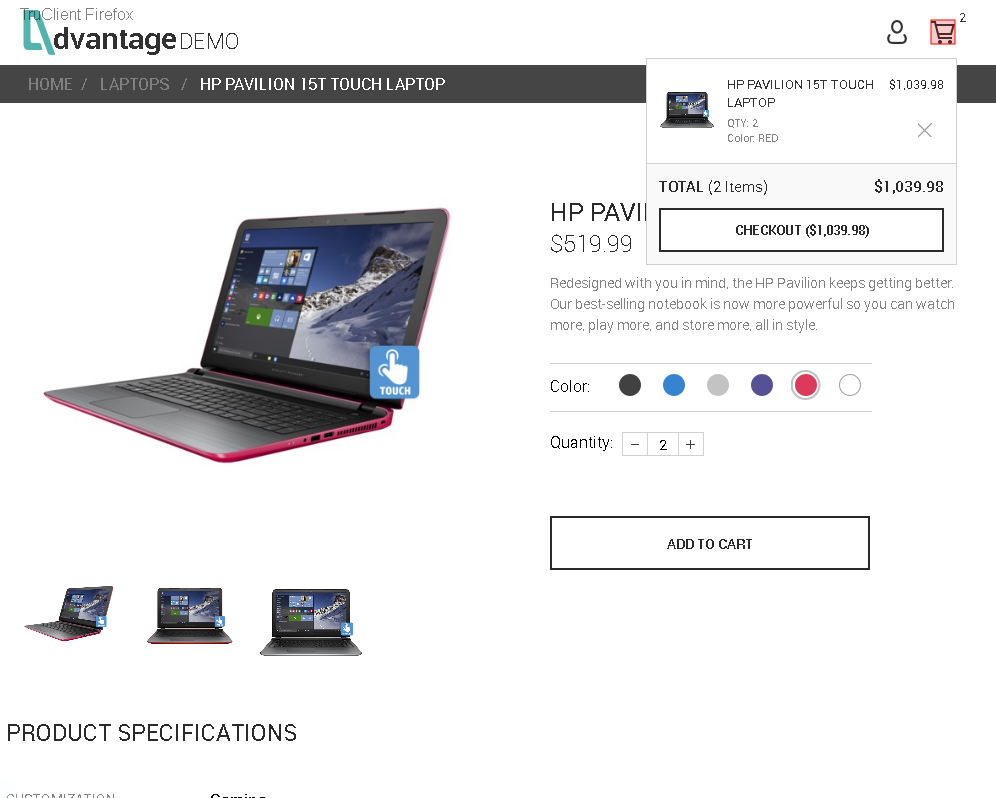 TruClient Firefox
dvantage DEMO
2
HOME / LAPTOPS / HP PAVILION 15T TOUCH LAPTOP
HP PAVILION 15T TOUCH LAPTOP $1,039.98
QTY: 2
Color: RED
TOTAL (2 Items) $1,039.98
CHECKOUT ($1,039.98)
HP PAVI
$519.99
Redesigned with you in mind, the HP Pavilion keeps getting better.
Our best-selling notebook is now more powerful so you can watch
more, play more, and store more, all in style.
TOUCH
Color:
Quantity: − 2 +
ADD TO CART
PRODUCT SPECIFICATIONS
CUSTOMIZATION Gaming